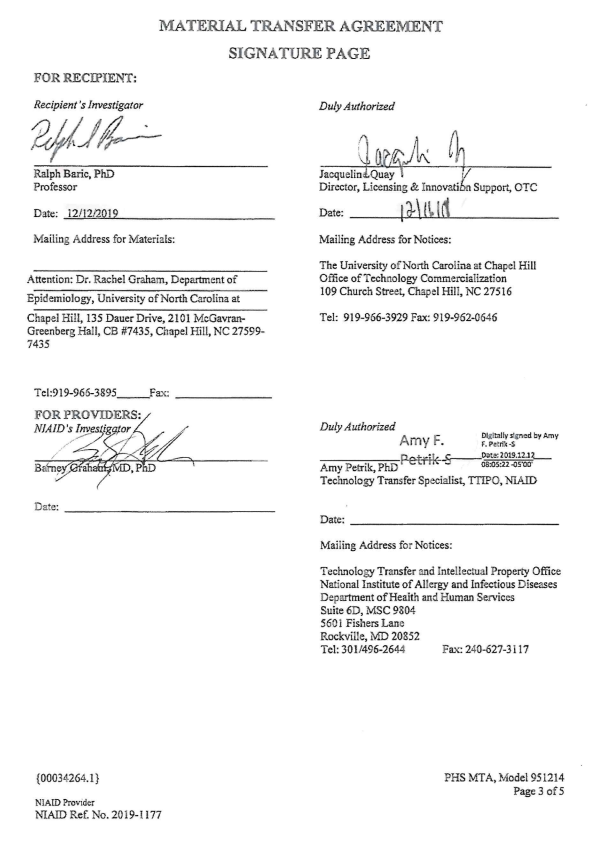 MATERIAL TRANSFER AGREEMENT
SIGNATURE PAGE
FOR RECIPIENT:
Recipient's Investigator
Ralph Baric, PhD
Professor
Date: 12/12/2019
Mailing Address for Materials:
Attention: Dr. Rachel Graham, Department of
Epidemiology, University of North Carolina at
Chapel Hill, 135 Dauer Drive, 2101 McGavran-
Greenberg Hall, CB #7435, Chapel Hill, NC 27599-
7435
Tel:919-966-3895 Fax:
Duly Authorized
Jacqueline Quay
Director, Licensing & Innovation Support, OTC
Date:
Mailing Address for Notices:
The University of North Carolina at Chapel Hill
Office of Technology Commercialization
109 Church Street, Chapel Hill, NC 27516
Tel: 919-966-3929 Fax: 919-962-0646
FOR PROVIDERS:
NIAID's Investigator
Barney Graham, MD, PhD
Date:
Duly Authorized
Amy F.
Petrik -S
Digitally signed by Amy
F. Petrik -S
Date: 2019.12.12
08:05:22 -05'00'
Amy Petrik, PhD
Technology Transfer Specialist, TTIPO, NIAID
Date:
Mailing Address for Notices:
Technology Transfer and Intellectual Property Office
National Institute of Allergy and Infectious Diseases
Department of Health and Human Services
Suite 6D, MSC 9804
5601 Fishers Lane
Rockville, MD 20852
Tel: 301/496-2644 Fax: 240-627-3117
{00034264.1}
NIAID Provider
NIAID Ref. No. 2019-1177
PHS MTA, Model 951214
Page 3 of 5